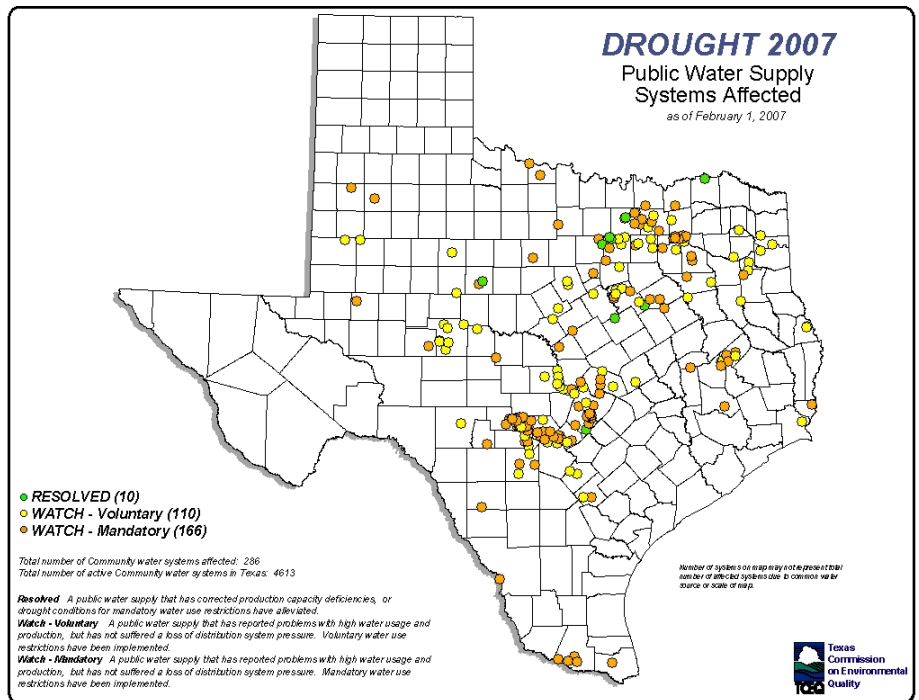 DROUGHT 2007
Public Water Supply
Systems Affected
as of February 1, 2007
RESOLVED (10)
WATCH - Voluntary (110)
WATCH - Mandatory (166)
Total number of Community water systems affected: 286
Total number of active Community water systems in Texas: 4613
Resolved A public water supply that has corrected production capacity deficiencies, or
drought conditions for mandatory water use restrictions have alleviated.
Watch - Voluntary A public water supply that has reported problems with high water usage and
production, but has not suffered a loss of distribution system pressure. Voluntary water use
restrictions have been implemented.
Watch - Mandatory A public water supply that has reported problems with high water usage and
production, but has not suffered a loss of distribution system pressure. Mandatory water use
restrictions have been implemented.
Number of systems on map may not represent total
number of affected systems due to common water
source or scale of map.
TCEQ
Texas
Commission
on Environmental
Quality